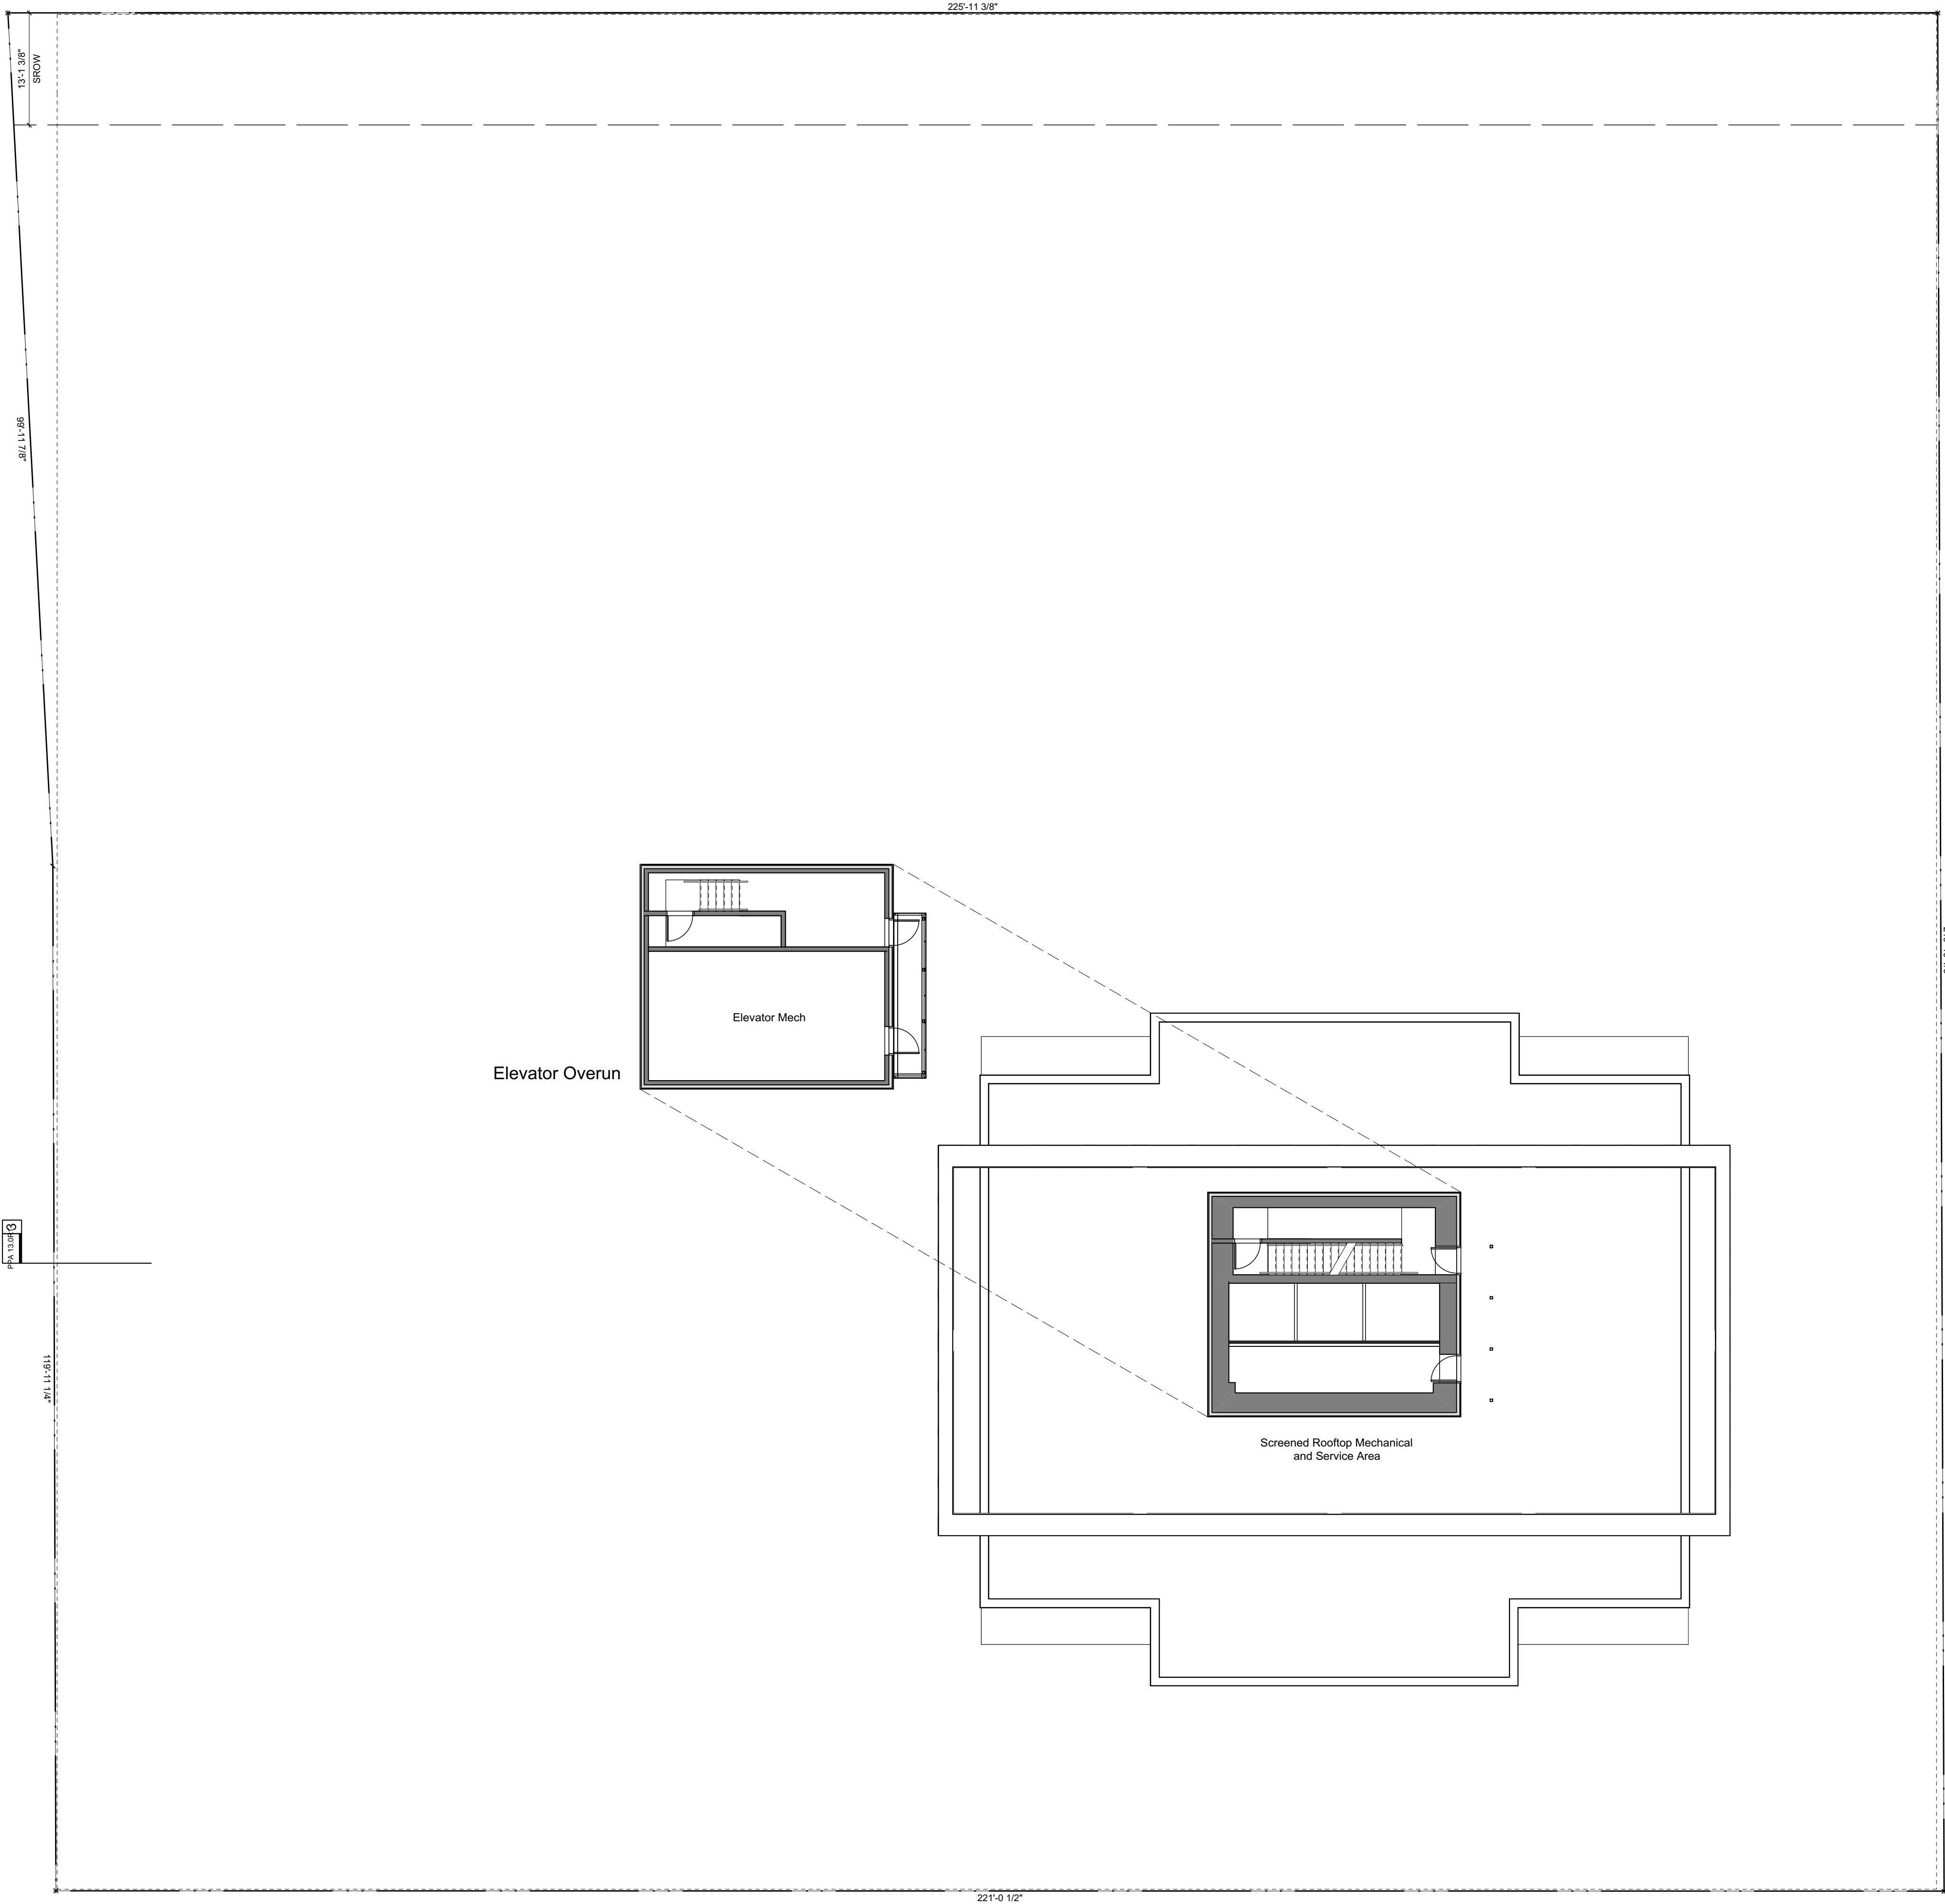 225'-11 3/8"
13'-1 3/8"
SROW
99'-11 7/8"
Elevator Mech
Elevator Overun
3
PPA 13.0R
119'-11 1/4"
Screened Rooftop Mechanical
and Service Area
221'-0 1/2"